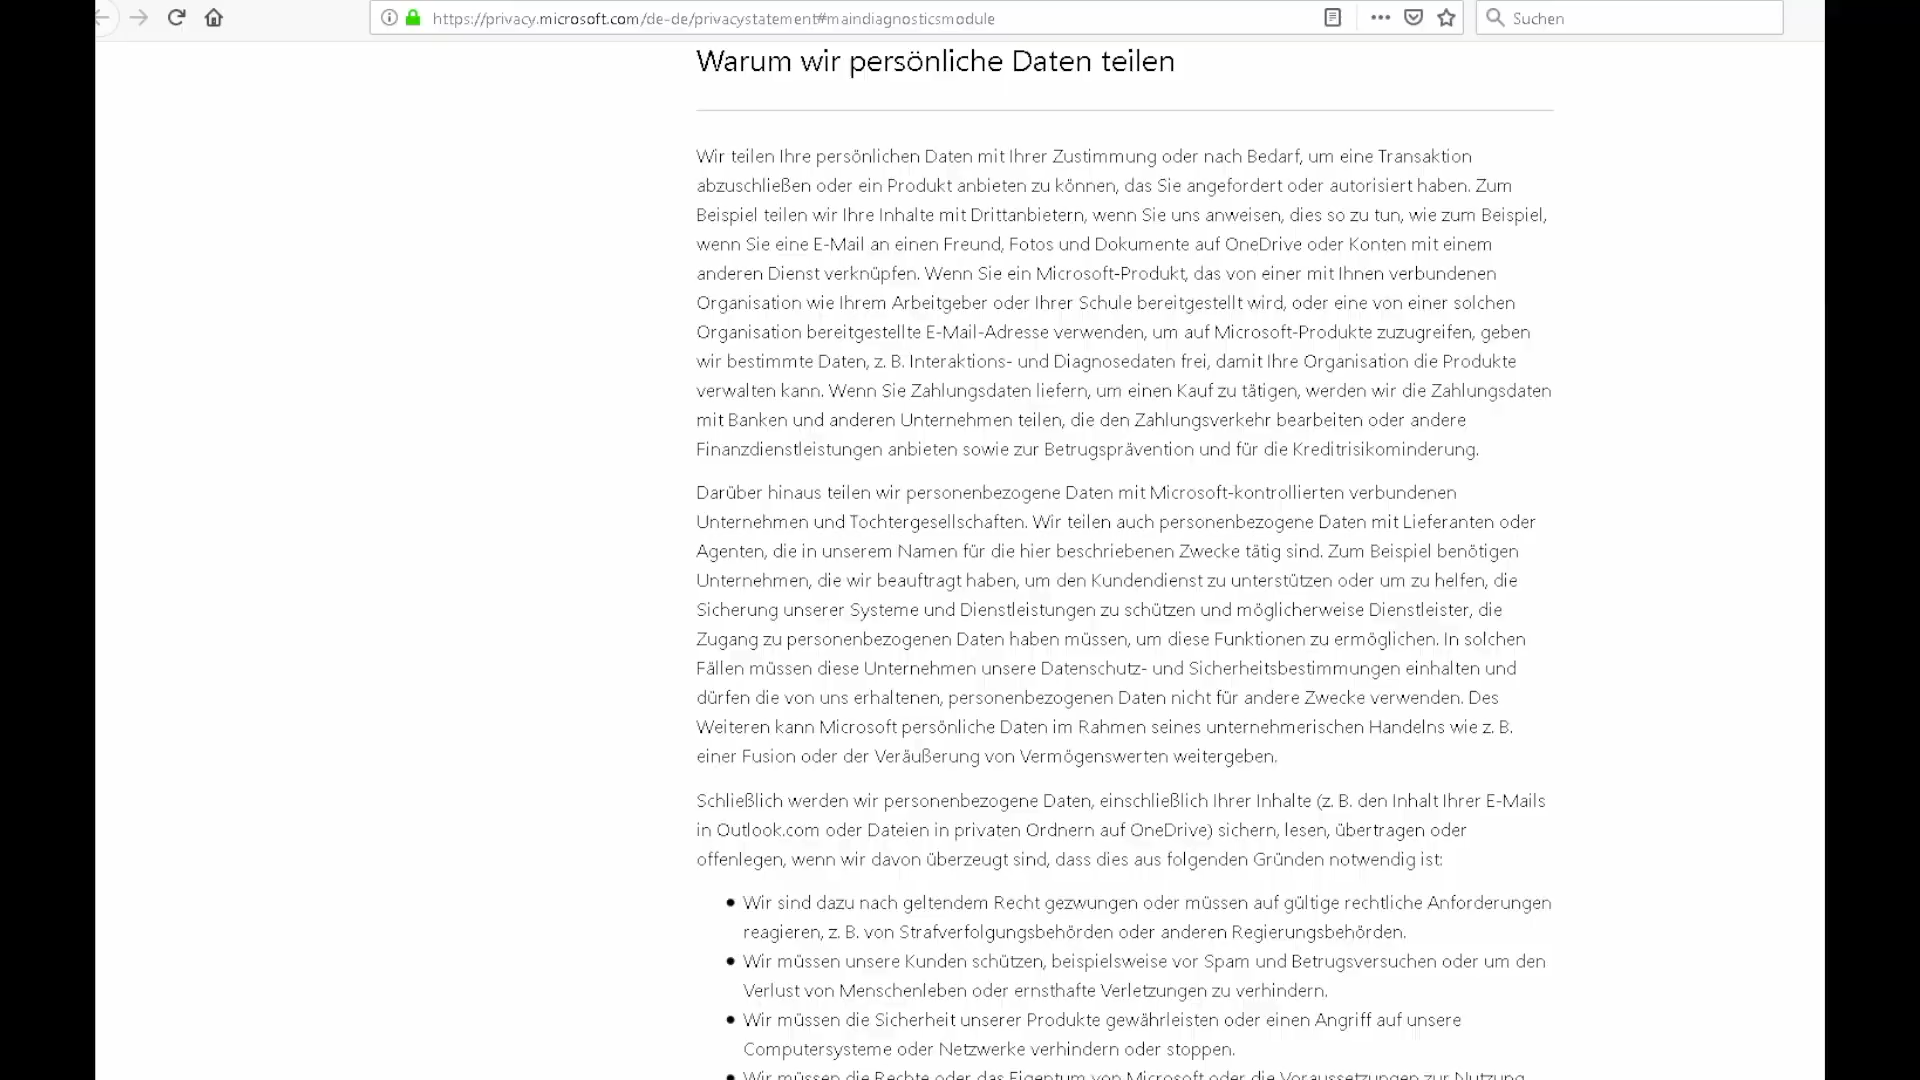 https://privacy.microsoft.com/de-de/privacystatement#maindiagnosticsmodule
Suchen
Warum wir persönliche Daten teilen
Wir teilen Ihre persönlichen Daten mit Ihrer Zustimmung oder nach Bedarf, um eine Transaktion
abzuschließen oder ein Produkt anbieten zu können, das Sie angefordert oder autorisiert haben. Zum
Beispiel teilen wir Ihre Inhalte mit Drittanbietern, wenn Sie uns anweisen, dies so zu tun, wie zum Beispiel,
wenn Sie eine E-Mail an einen Freund, Fotos und Dokumente auf OneDrive oder Konten mit einem
anderen Dienst verknüpfen. Wenn Sie ein Microsoft-Produkt, das von einer mit Ihnen verbundenen
Organisation wie Ihrem Arbeitgeber oder Ihrer Schule bereitgestellt wird, oder eine von einer solchen
Organisation bereitgestellte E-Mail-Adresse verwenden, um auf Microsoft-Produkte zuzugreifen, geben
wir bestimmte Daten, z. B. Interaktions- und Diagnosedaten frei, damit Ihre Organisation die Produkte
verwalten kann. Wenn Sie Zahlungsdaten liefern, um einen Kauf zu tätigen, werden wir die Zahlungsdaten
mit Banken und anderen Unternehmen teilen, die den Zahlungsverkehr bearbeiten oder andere
Finanzdienstleistungen anbieten sowie zur Betrugsprävention und für die Kreditrisikominderung.
Darüber hinaus teilen wir personenbezogene Daten mit Microsoft-kontrollierten verbundenen
Unternehmen und Tochtergesellschaften. Wir teilen auch personenbezogene Daten mit Lieferanten oder
Agenten, die in unserem Namen für die hier beschriebenen Zwecke tätig sind. Zum Beispiel benötigen
Unternehmen, die wir beauftragt haben, um den Kundendienst zu unterstützen oder um zu helfen, die
Sicherung unserer Systeme und Dienstleistungen zu schützen und möglicherweise Dienstleister, die
Zugang zu personenbezogenen Daten haben müssen, um diese Funktionen zu ermöglichen. In solchen
Fällen müssen diese Unternehmen unsere Datenschutz- und Sicherheitsbestimmungen einhalten und
dürfen die von uns erhaltenen, personenbezogenen Daten nicht für andere Zwecke verwenden. Des
Weiteren kann Microsoft persönliche Daten im Rahmen seines unternehmerischen Handelns wie z. B.
einer Fusion oder der Veräußerung von Vermögenswerten weitergeben.
Schließlich werden wir personenbezogene Daten, einschließlich Ihrer Inhalte (z. B. den Inhalt Ihrer E-Mails
in Outlook.com oder Dateien in privaten Ordnern auf OneDrive) sichern, lesen, übertragen oder
offenlegen, wenn wir davon überzeugt sind, dass dies aus folgenden Gründen notwendig ist:
• Wir sind dazu nach geltendem Recht gezwungen oder müssen auf gültige rechtliche Anforderungen
reagieren, z. B. von Strafverfolgungsbehörden oder anderen Regierungsbehörden.
• Wir müssen unsere Kunden schützen, beispielsweise vor Spam und Betrugsversuchen oder um den
Verlust von Menschenleben oder ernsthafte Verletzungen zu verhindern.
• Wir müssen die Sicherheit unserer Produkte gewährleisten oder einen Angriff auf unsere
Computersysteme oder Netzwerke verhindern oder stoppen.
• Wir müssen die Rechte oder das Eigentum von Microsoft oder die Voraussetzungen zur Nutzung